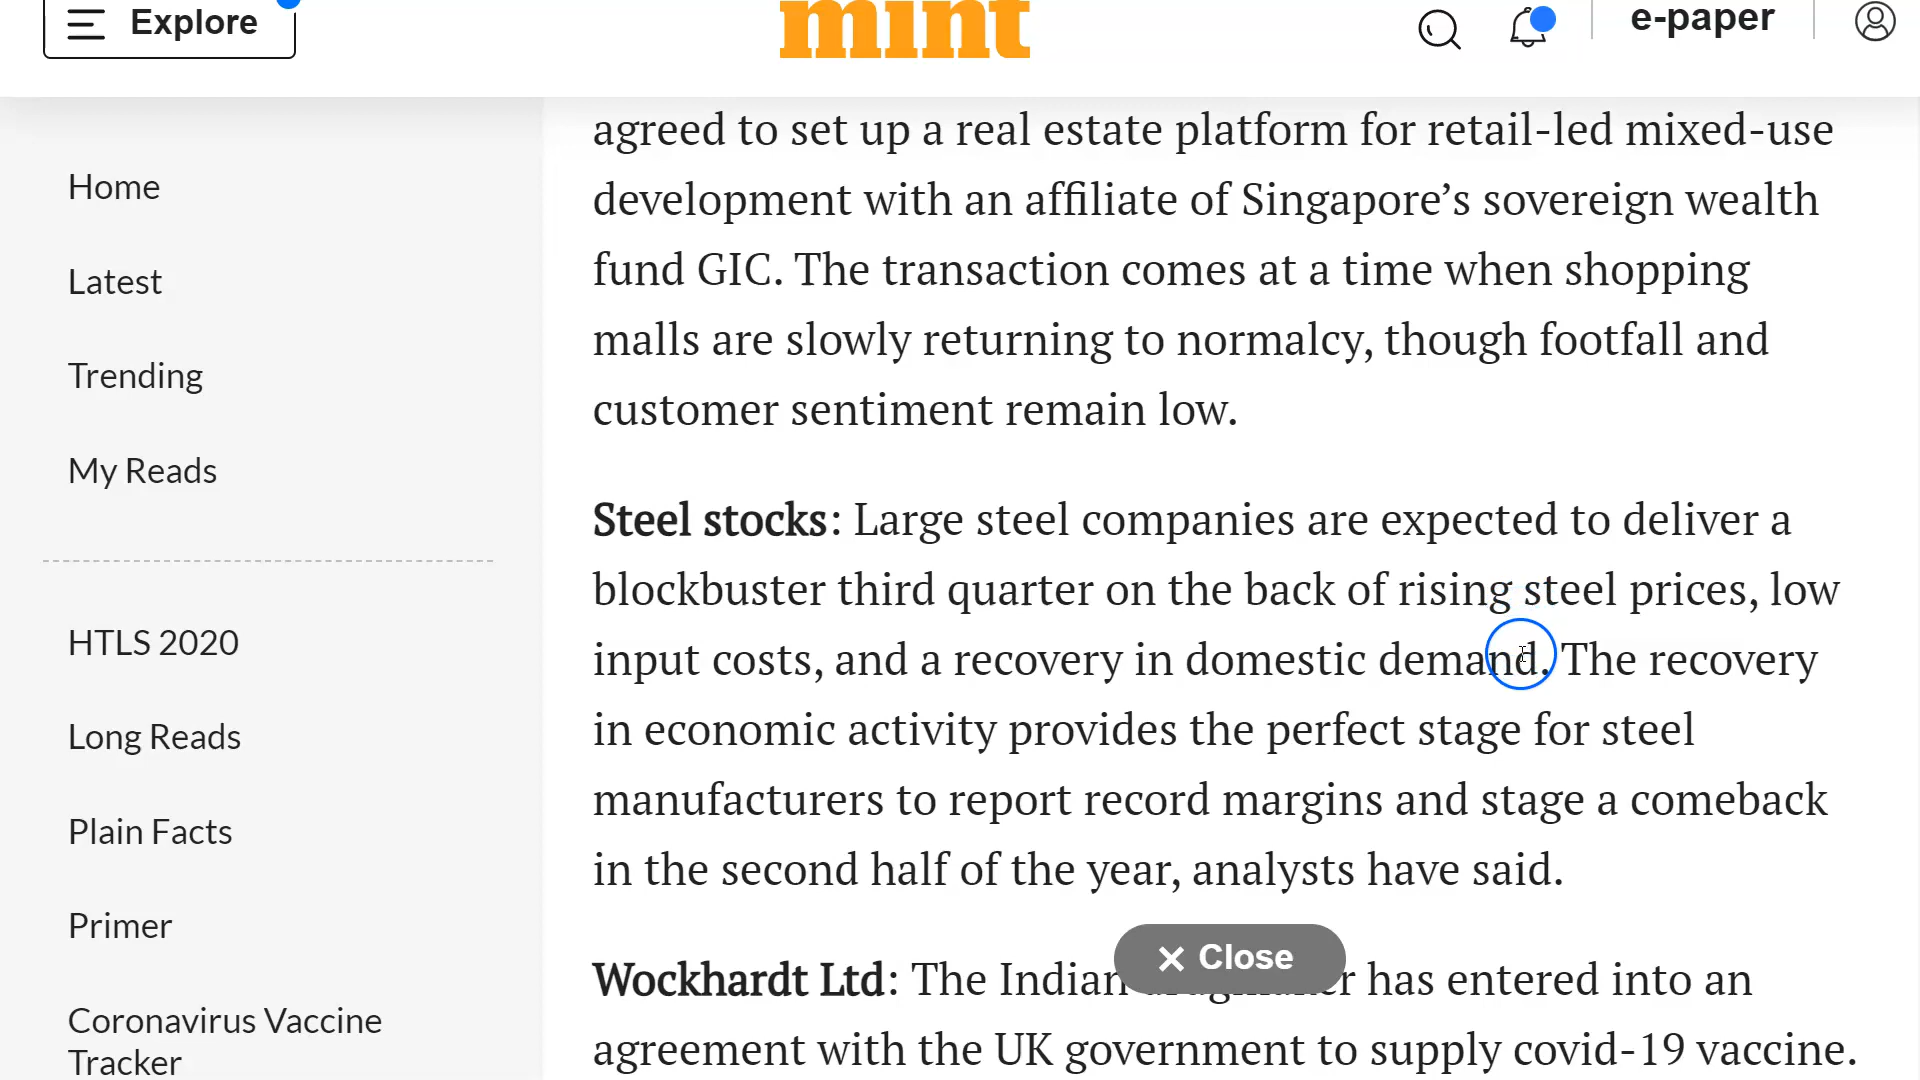 Explore
mint
e-paper
Home
Latest
Trending
My Reads
HTLS 2020
Long Reads
Plain Facts
Primer
Coronavirus Vaccine
Tracker
agreed to set up a real estate platform for retail-led mixed-use
development with an affiliate of Singapore’s sovereign wealth
fund GIC. The transaction comes at a time when shopping
malls are slowly returning to normalcy, though footfall and
customer sentiment remain low.
Steel stocks: Large steel companies are expected to deliver a
blockbuster third quarter on the back of rising steel prices, low
input costs, and a recovery in domestic demand. The recovery
in economic activity provides the perfect stage for steel
manufacturers to report record margins and stage a comeback
in the second half of the year, analysts have said.
Close
Wockhardt Ltd: The Indian has entered into an
agreement with the UK government to supply covid-19 vaccine.